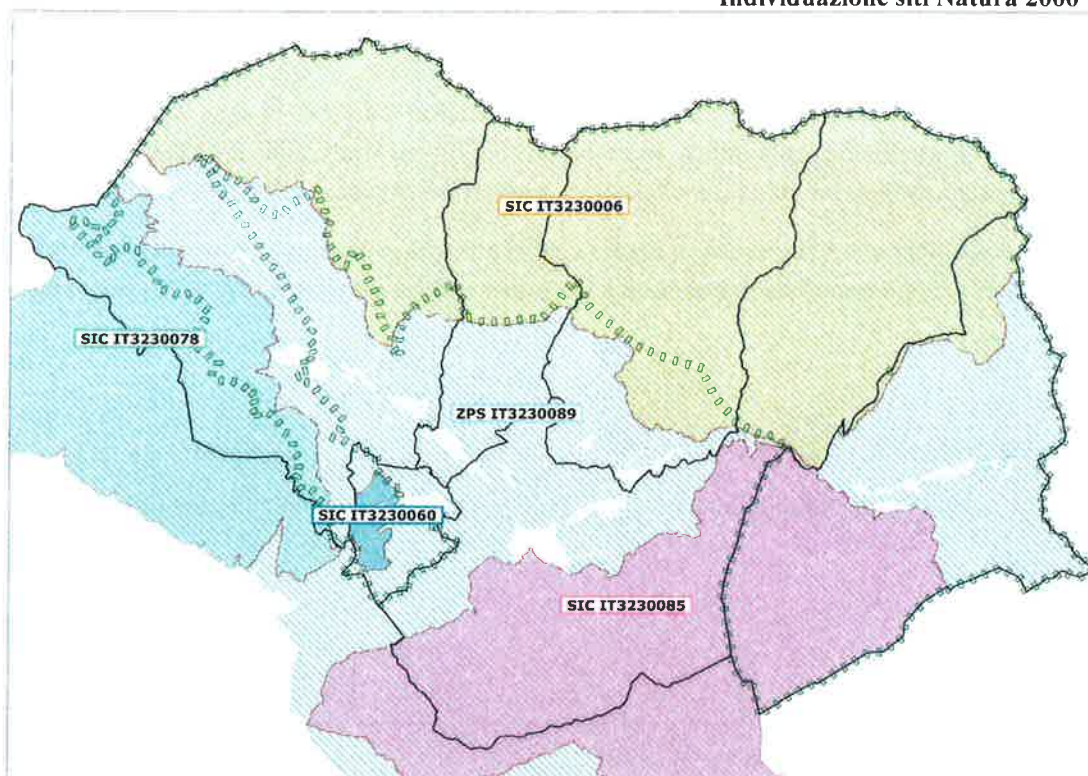 Individuazione siti Natura 2000
SIC IT3230006
SIC IT3230078
ZPS IT3230089
SIC IT3230060
SIC IT3230085